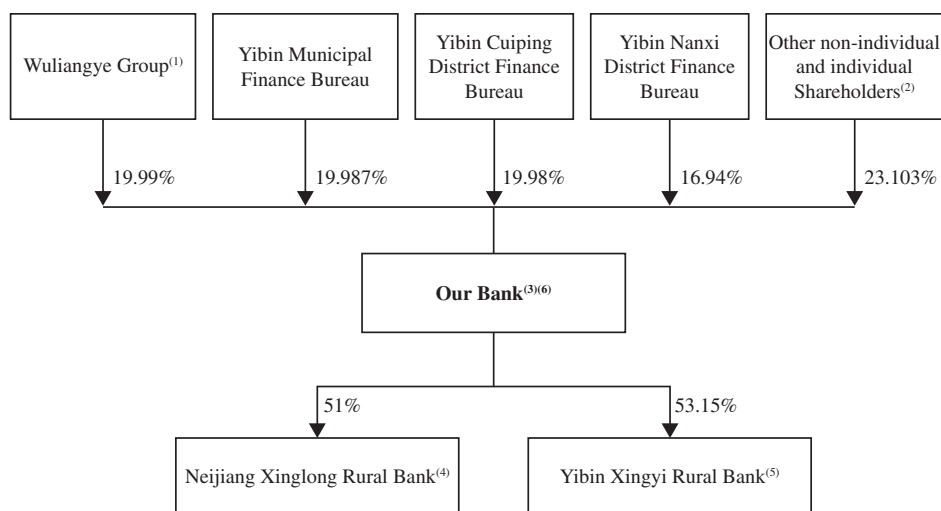 Wuliangye Group(1)
Yibin Municipal
Finance Bureau
Yibin Cuiping
District Finance
Bureau
Yibin Nanxi
District Finance
Bureau
Other non-individual
and individual
Shareholders(2)
19.99%
19.987%
19.98%
16.94%
23.103%
Our Bank(3)(6)
51%
53.15%
Neijiang Xinglong Rural Bank(4)
Yibin Xingyi Rural Bank(5)